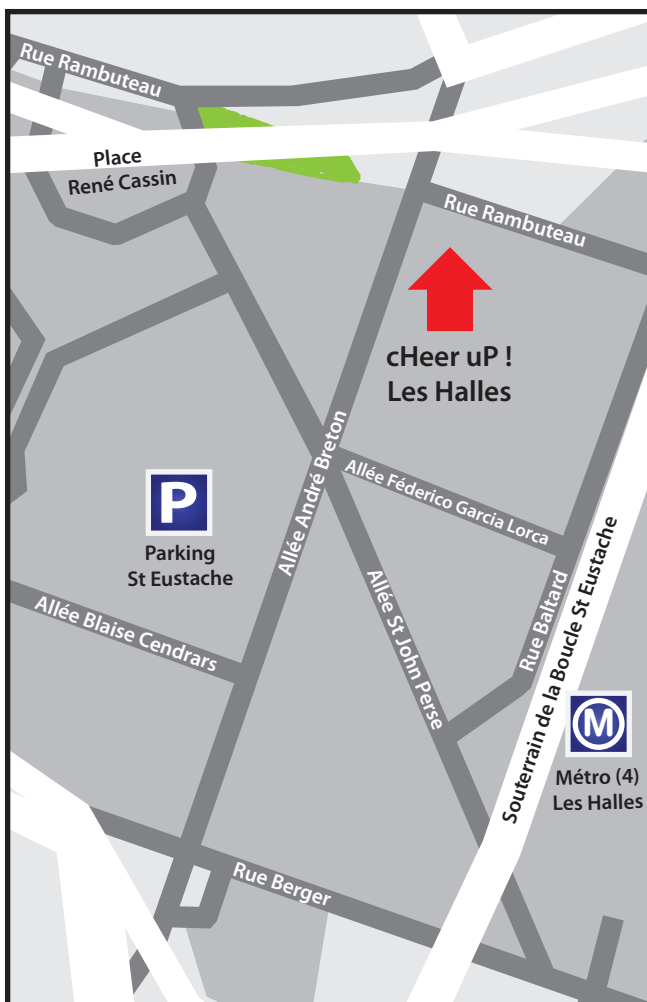 Rue Rambuteau
Place
René Cassin
Rue Rambuteau
cHeer uP !
Les Halles
Allée André Breton
Allée Féderico Garcia Lorca
P
Parking
St Eustache
Allée St John Perse
Rue Baltard
Souterrain de la Boucle St Eustache
Allée Blaise Cendrars
M
Métro (4)
Les Halles
Rue Berger